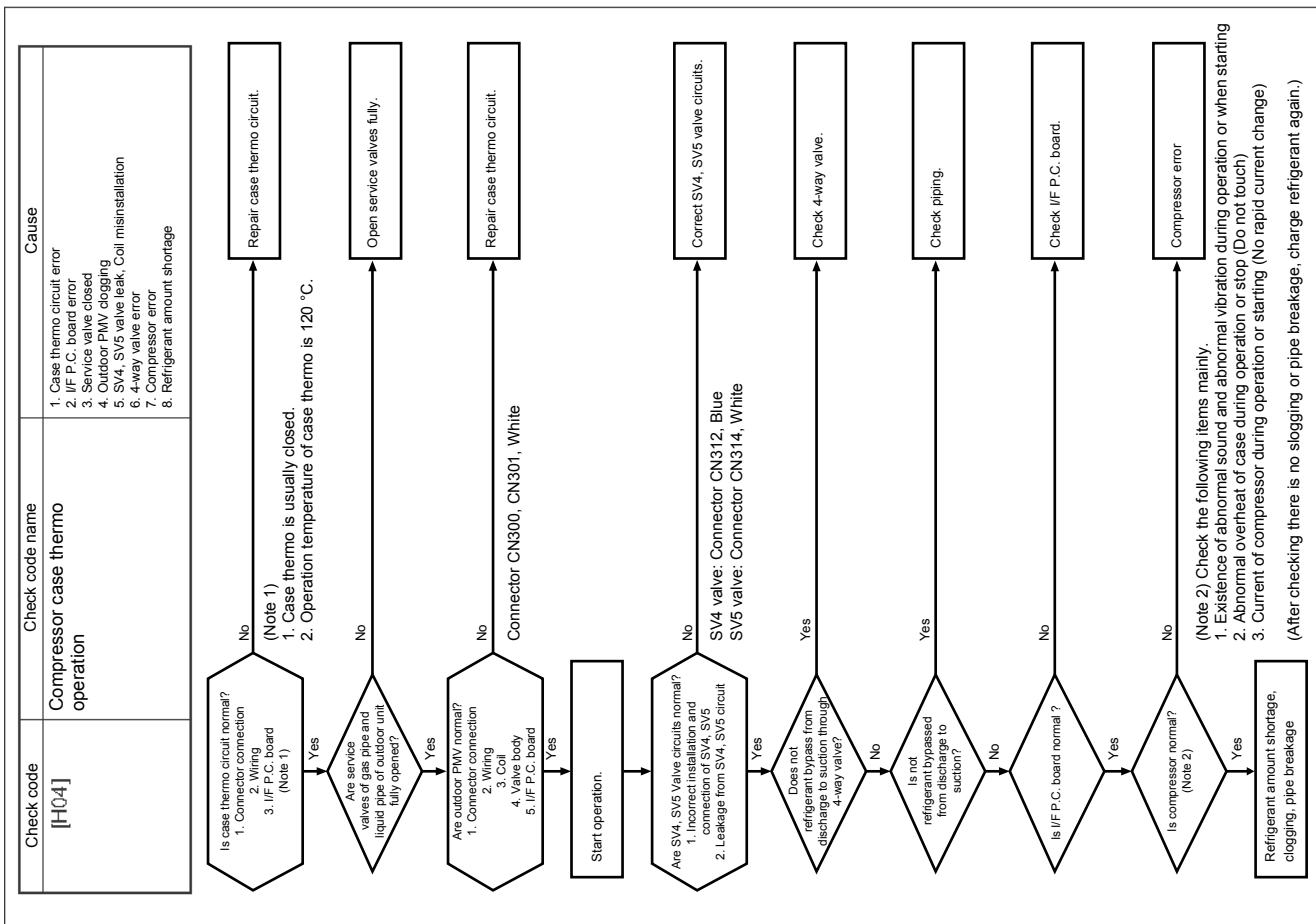 Check code
Check code name
Cause
[H04]
Compressor case thermo
operation
1. Case thermo circuit error
2. I/F P.C. board error
3. Service valve closed
4. Outdoor PMV clogging
5. SV4, SV5 valve leak, Coil misinstallation
6. 4-way valve error
7. Compressor error
8. Refrigerant amount shortage
Is case thermo circuit normal?
1. Connector connection
2. Wiring
3. I/F P.C. board
(Note 1)
No
Repair case thermo circuit.
(Note 1)
1. Case thermo is usually closed.
2. Operation temperature of case thermo is 120 °C.
Yes
Are service
valves of gas pipe and
liquid pipe of outdoor unit
fully opened?
No
Open service valves fully.
Yes
Are outdoor PMV normal?
1. Connector connection
2. Wiring
3. Coil
4. Valve body
5. I/F P.C. board
No
Repair case thermo circuit.
Connector CN300, CN301, White
Yes
Start operation.
Are SV4, SV5 Valve circuits normal?
1. Incorrect installation and
connection of SV4, SV5
2. Leakage from SV4, SV5 circuit
No
Correct SV4, SV5 valve circuits.
SV4 valve: Connector CN312, Blue
SV5 valve: Connector CN314, White
Yes
Does not
refrigerant bypass from
discharge to suction through
4-way valve?
Yes
Check 4-way valve.
No
Is not
refrigerant bypassed
from discharge to
suction?
Yes
Check piping.
No
Is I/F P.C. board normal ?
No
Check I/F P.C. board.
Yes
Is compressor normal?
(Note 2)
No
Compressor error
(Note 2) Check the following items mainly.
1. Existence of abnormal sound and abnormal vibration during operation or when starting
2. Abnormal overheat of case during operation or stop (Do not touch)
3. Current of compressor during operation or starting (No rapid current change)
Yes
Refrigerant amount shortage,
clogging, pipe breakage
(After checking there is no slogging or pipe breakage, charge refrigerant again.)